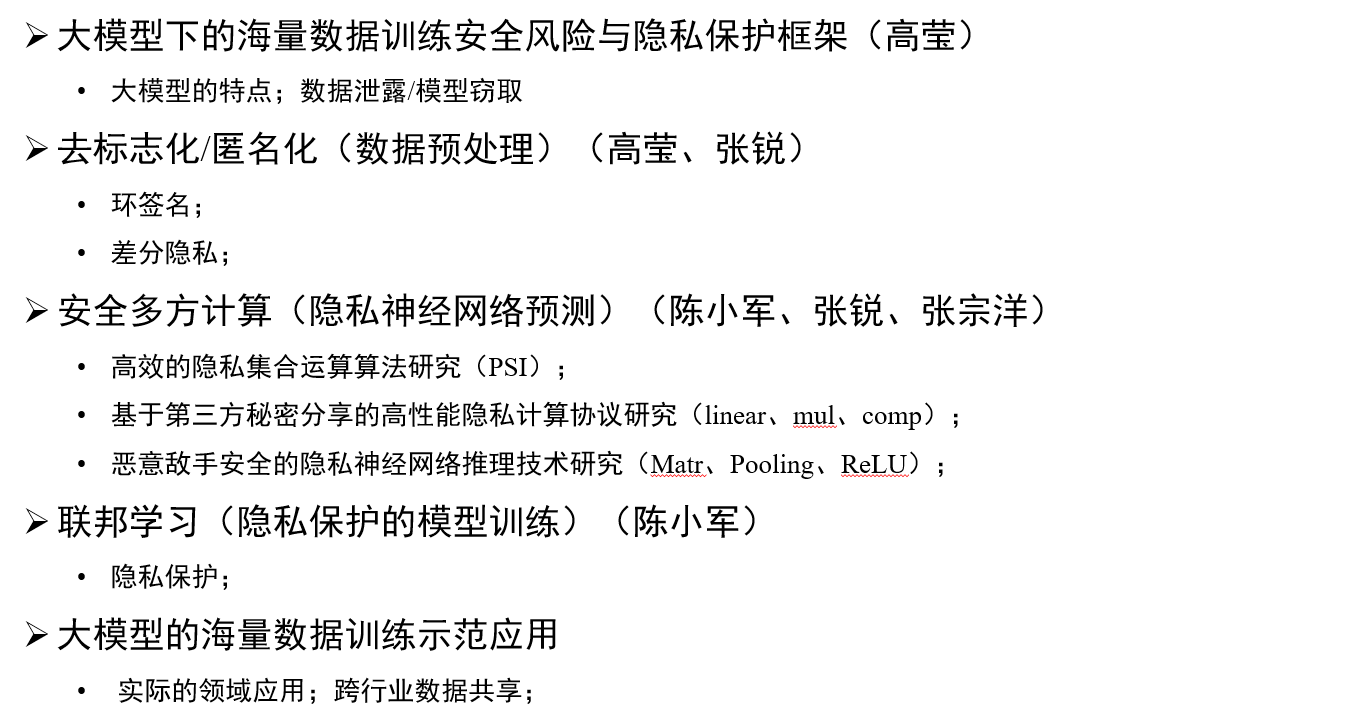 大模型下的海量数据训练安全风险与隐私保护框架（高莹）
大模型的特点；数据泄露/模型窃取
去标志化/匿名化（数据预处理）（高莹、张锐）
环签名；
差分隐私；
安全多方计算（隐私神经网络预测）（陈小军、张锐、张宗洋）
高效的隐私集合运算算法研究（PSI）；
基于第三方秘密分享的高性能隐私计算协议研究（linear、mul、comp）；
恶意敌手安全的隐私神经网络推理技术研究（Matr、Pooling、ReLU）；
联邦学习（隐私保护的模型训练）（陈小军）
隐私保护；
大模型的海量数据训练示范应用
实际的领域应用；跨行业数据共享；